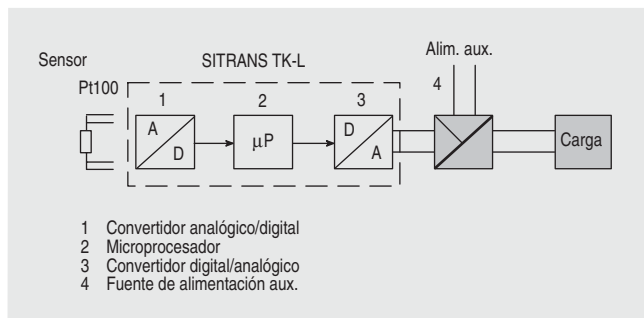 Alim. aux.
Sensor
SITRANS TK-L
Pt100
1
2
3
4
A
D
µP
D
A
Carga
1 Convertidor analógico/digital
2 Microprocesador
3 Convertidor digital/analógico
4 Fuente de alimentación aux.